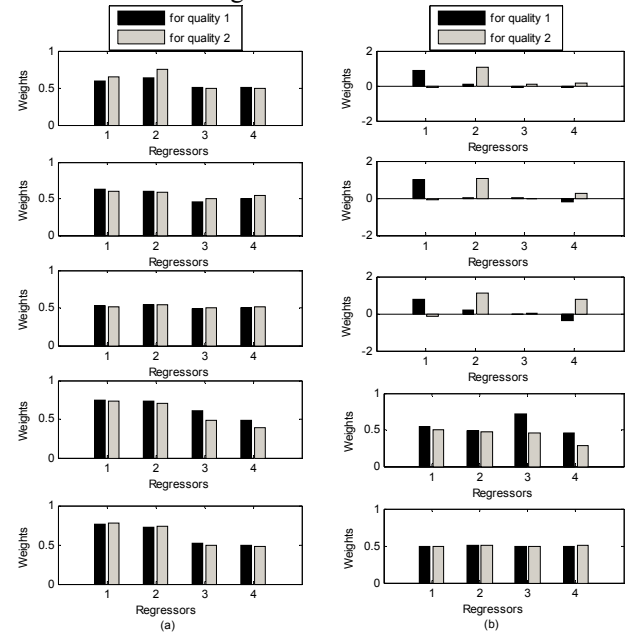 for quality 1
for quality 2
1
0.5
0
Weights
1 2 3 4
Regressors
1
0.5
0
Weights
1 2 3 4
Regressors
1
0.5
0
Weights
1 2 3 4
Regressors
1
0.5
0
Weights
1 2 3 4
Regressors
1
0.5
0
Weights
1 2 3 4
Regressors
(a)
for quality 1
for quality 2
2
0
-2
Weights
1 2 3 4
Regressors
2
0
-2
Weights
1 2 3 4
Regressors
2
0
-2
Weights
1 2 3 4
Regressors
1
0.5
0
Weights
1 2 3 4
Regressors
1
0.5
0
Weights
1 2 3 4
Regressors
(b)